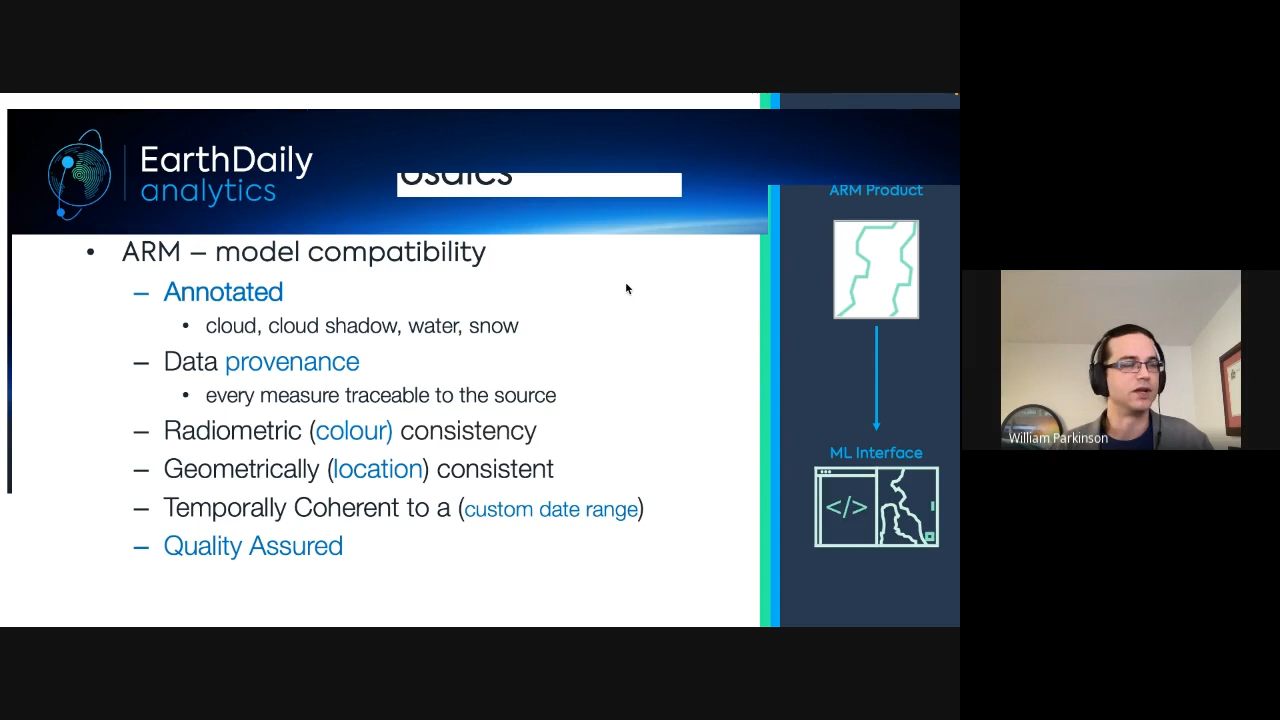 EarthDaily
analytics
osaics
• ARM – model compatibility
– Annotated
• cloud, cloud shadow, water, snow
– Data provenance
• every measure traceable to the source
– Radiometric (colour) consistency
– Geometrically (location) consistent
– Temporally Coherent to a (custom date range)
– Quality Assured
ARM Product
ML Interface
</>
William Parkinson